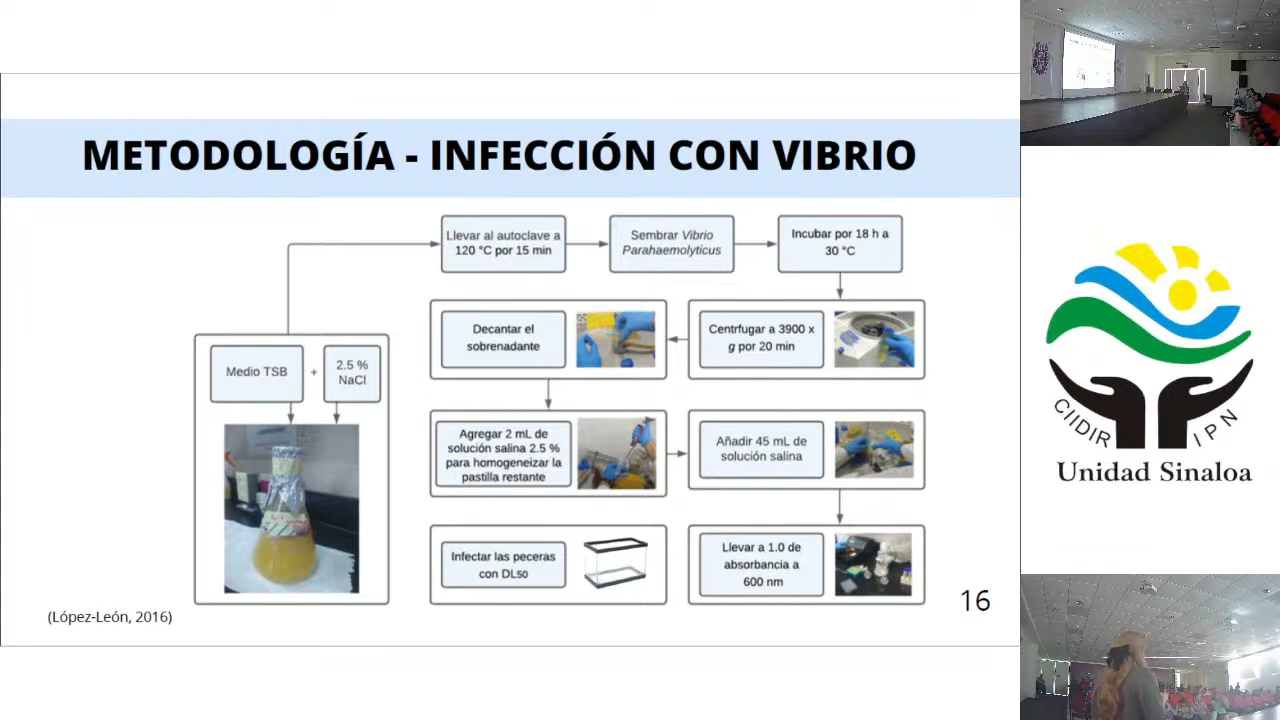 METODOLOGÍA - INFECCIÓN CON VIBRIO
Llevar al autoclave a
120 °C por 15 min
Sembrar Vibrio
Parahaemolyticus
Incubar por 18 h a
30 °C
Medio TSB
+
2.5 %
NaCl
Centrfugar a 3900 x
g por 20 min
Decantar el
sobrenadante
Agregar 2 mL de
solución salina 2.5 %
para homogeneizar la
pastilla restante
Añadir 45 mL de
solución salina
Llevar a 1.0 de
absorbancia a
600 nm
Infectar las peceras
con DL50
(López-León, 2016)
16
CIIDIR IPN
Unidad Sinaloa